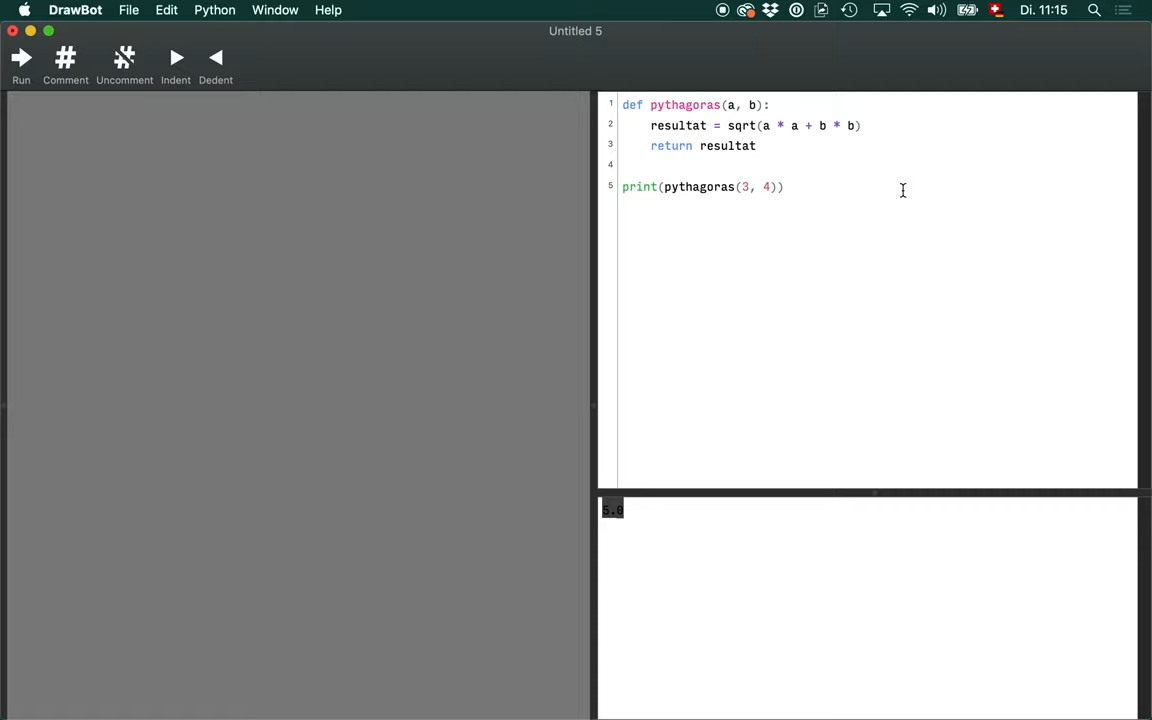 DrawBot File Edit Python Window Help Di. 11:15
Untitled 5
Run Comment Uncomment Indent Dedent
1 def pythagoras(a, b):
2 resultat = sqrt(a * a + b * b)
3 return resultat
4
5 print(pythagoras(3, 4))
5.0